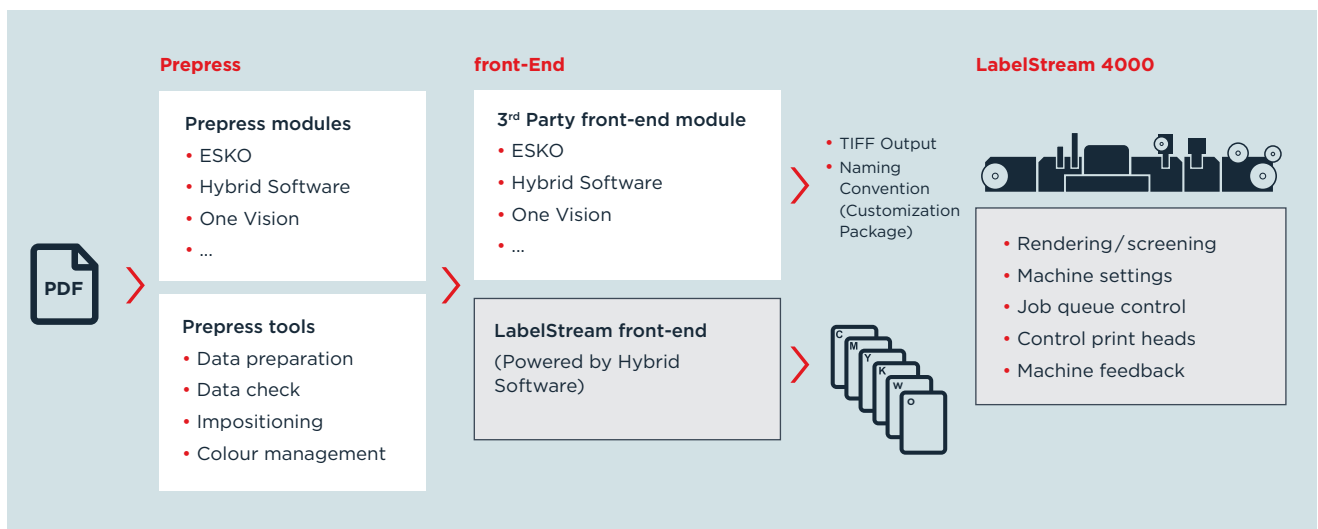 PDF
Prepress
Prepress modules
• ESKO
• Hybrid Software
• One Vision
• ...
Prepress tools
• Data preparation
• Data check
• Impositioning
• Colour management
front-End
3rd Party front-end module
• ESKO
• Hybrid Software
• One Vision
• ...
LabelStream front-end
(Powered by Hybrid
Software)
• TIFF Output
• Naming
Convention
(Customization
Package)
C
M
Y
K
W
O
LabelStream 4000
• Rendering/screening
• Machine settings
• Job queue control
• Control print heads
• Machine feedback